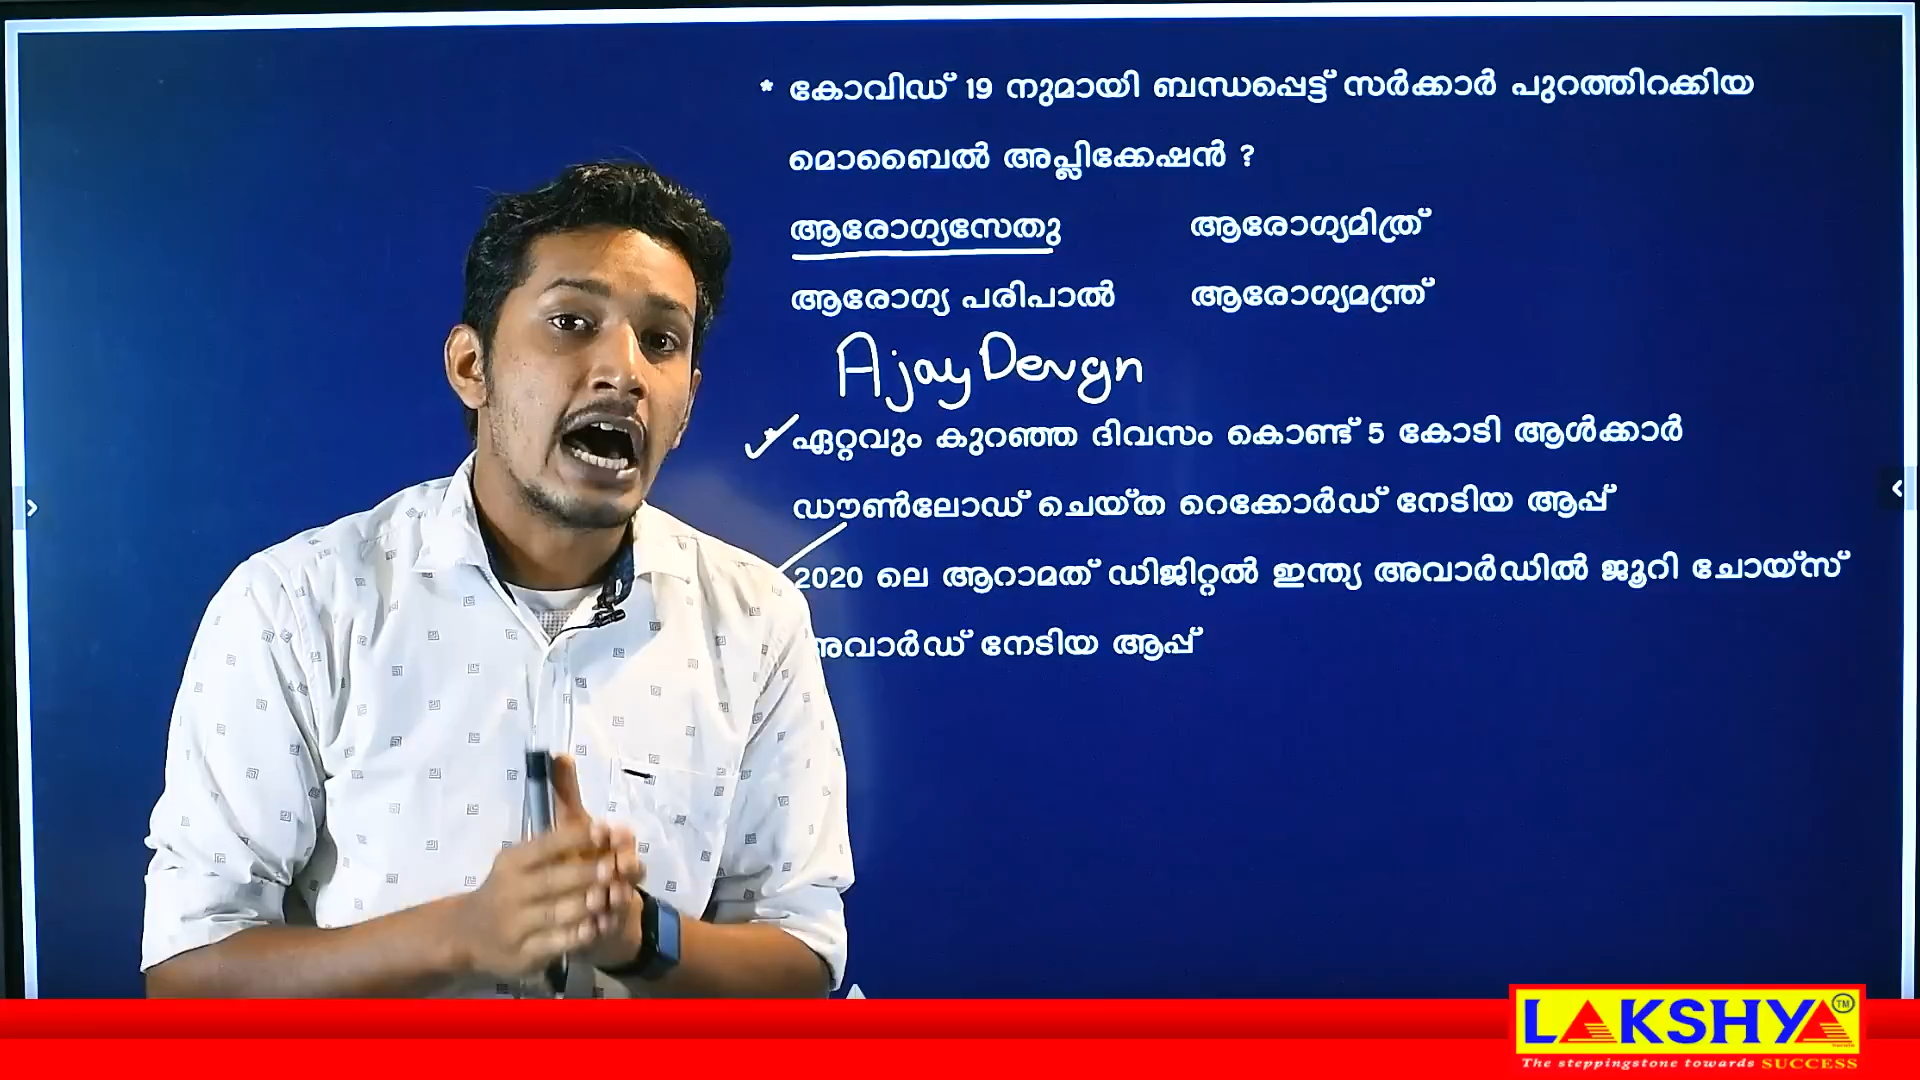 * കോവിഡ് 19 നുമായി ബന്ധപ്പെട്ട് സർക്കാർ പുറത്തിറക്കിയ
മൊബൈൽ അപ്ലിക്കേഷൻ ?
ആരോഗ്യസേതു ആരോഗ്യമിത്ര്
ആരോഗ്യ പരിപാൽ ആരോഗ്യമന്ത്ര്
Ajay Devgn
* ഏറ്റവും കുറഞ്ഞ ദിവസം കൊണ്ട് 5 കോടി ആൾക്കാർ
ഡൗൺലോഡ് ചെയ്ത റെക്കോർഡ് നേടിയ ആപ്പ്
2020 ലെ ആറാമത് ഡിജിറ്റൽ ഇന്ത്യ അവാർഡിൽ ജൂറി ചോയ്സ്
അവാർഡ് നേടിയ ആപ്പ്
LAKSHYA TM
The steppingstone towards SUCCESS